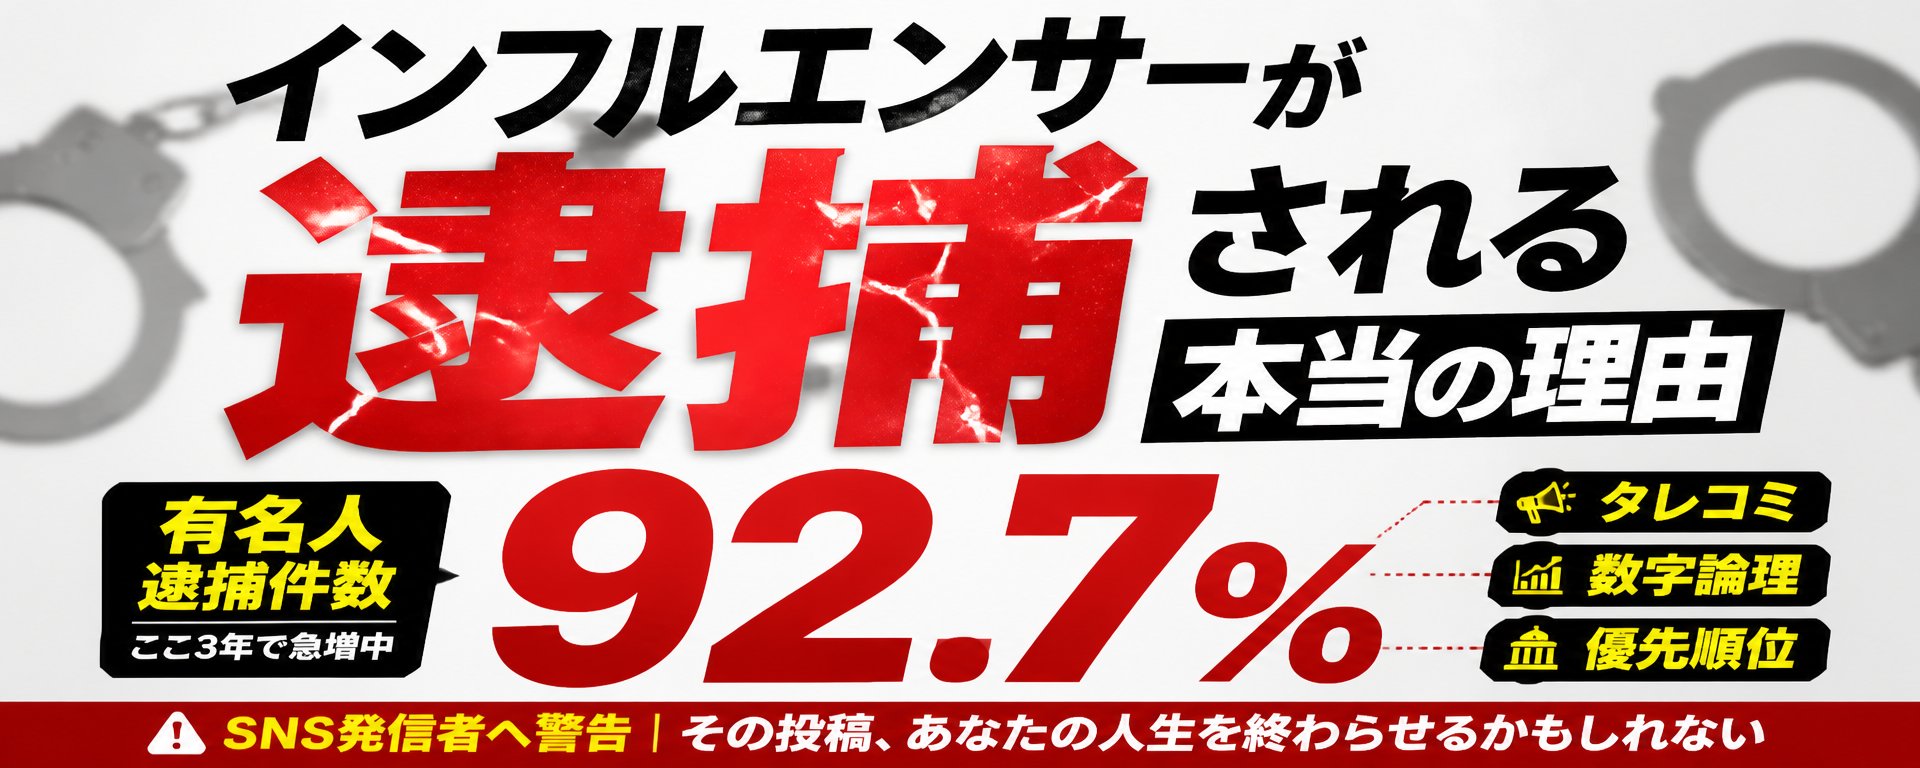 インフルエンサーが
逮捕される
本当の理由
有名人
逮捕件数
ここ3年で急増中
92.7%
タレコミ
数字論理
優先順位
SNS発信者へ警告｜その投稿、あなたの人生を終わらせるかもしれない